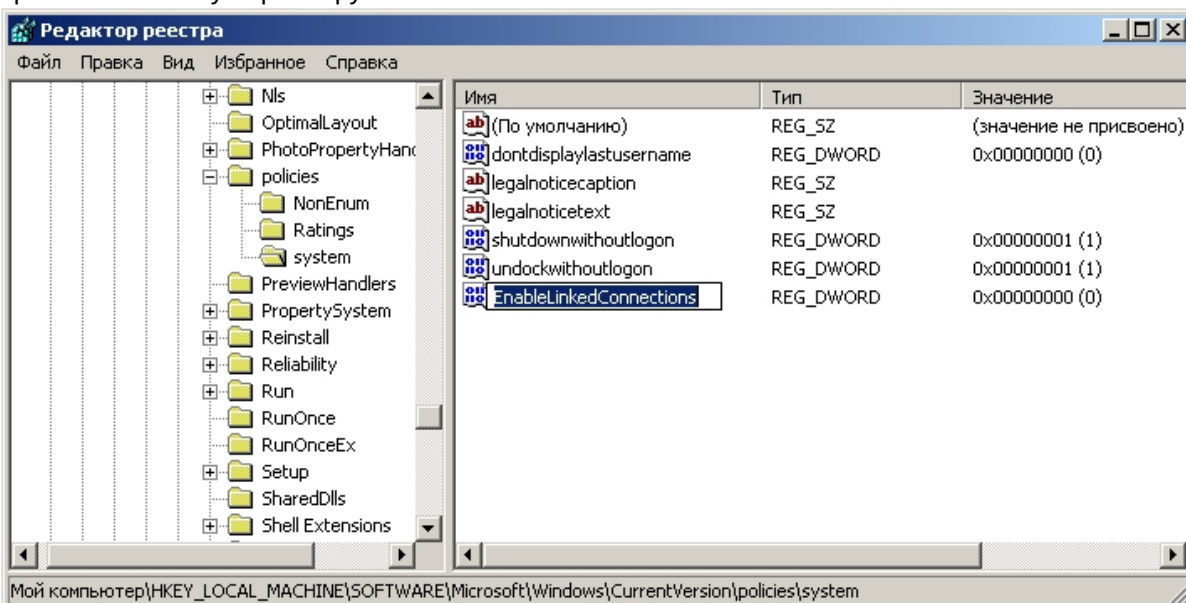 Редактор реестра
Файл Правка Вид Избранное Справка
Nls
OptimalLayout
PhotoPropertyHand
policies
NonEnum
Ratings
system
PreviewHandlers
PropertySystem
Reinstall
Reliability
Run
RunOnce
RunOnceEx
Setup
SharedDlls
Shell Extensions
Имя Тип Значение
(По умолчанию) REG_SZ (значение не присвоено)
dontdisplaylastusername REG_DWORD 0x00000000 (0)
legalnoticecaption REG_SZ
legalnoticetext REG_SZ
shutdownwithoutlogon REG_DWORD 0x00000001 (1)
undockwithoutlogon REG_DWORD 0x00000001 (1)
EnableLinkedConnections REG_DWORD 0x00000000 (0)
Мой компьютер\HKEY_LOCAL_MACHINE\SOFTWARE\Microsoft\Windows\CurrentVersion\policies\system